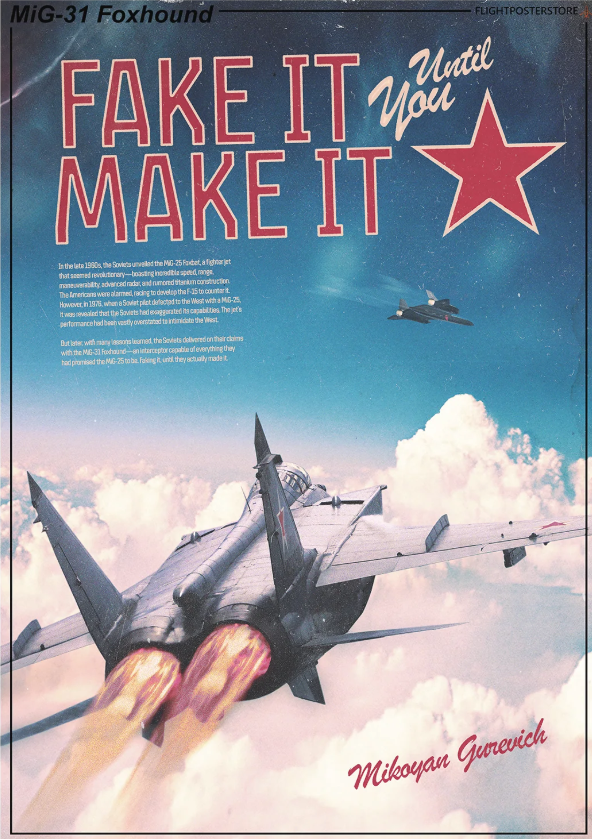 MiG-31 Foxhound
FLIGHTPOSTERSTORE
FAKE IT
Until
You
MAKE IT
In the late 1960s, the Soviets unveiled the MiG-25 Foxbat, a fighter jet
that seemed revolutionary—boasting incredible speed, range,
maneuverability, advanced radar, and rumored titanium construction.
The Americans were alarmed, racing to develop the F-15 to counter it.
However, in 1976, when a Soviet pilot defected to the West with a MiG-25,
it was revealed that the Soviets had exaggerated its capabilities. The jet's
performance had been vastly overstated to intimidate the West.
But later, with many lessons learned, the Soviets delivered on their claims
with the MiG-31 Foxhound—an interceptor capable of everything they
had promised the MiG-25 to be. Faking it, until they actually made it.
Mikoyan Gurevich